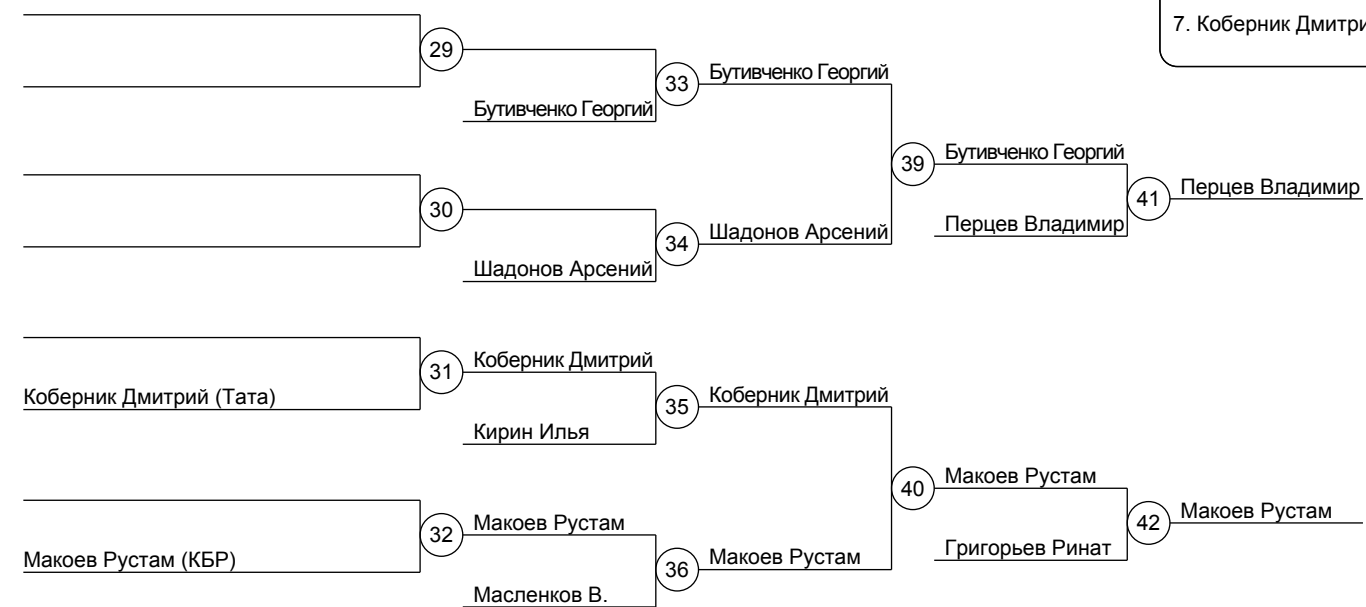 7. Коберник Дмитри
29
33
Бутивченко Георгий
Бутивченко Георгий
39
Бутивченко Георгий
41
Перцев Владимир
30
34
Шадонов Арсений
Перцев Владимир
Шадонов Арсений
31
Коберник Дмитрий
Коберник Дмитрий (Тата)
35
Коберник Дмитрий
Кирин Илья
40
Макоев Рустам
42
Макоев Рустам
32
Макоев Рустам
Григорьев Ринат
Макоев Рустам (КБР)
36
Макоев Рустам
Масленков В.